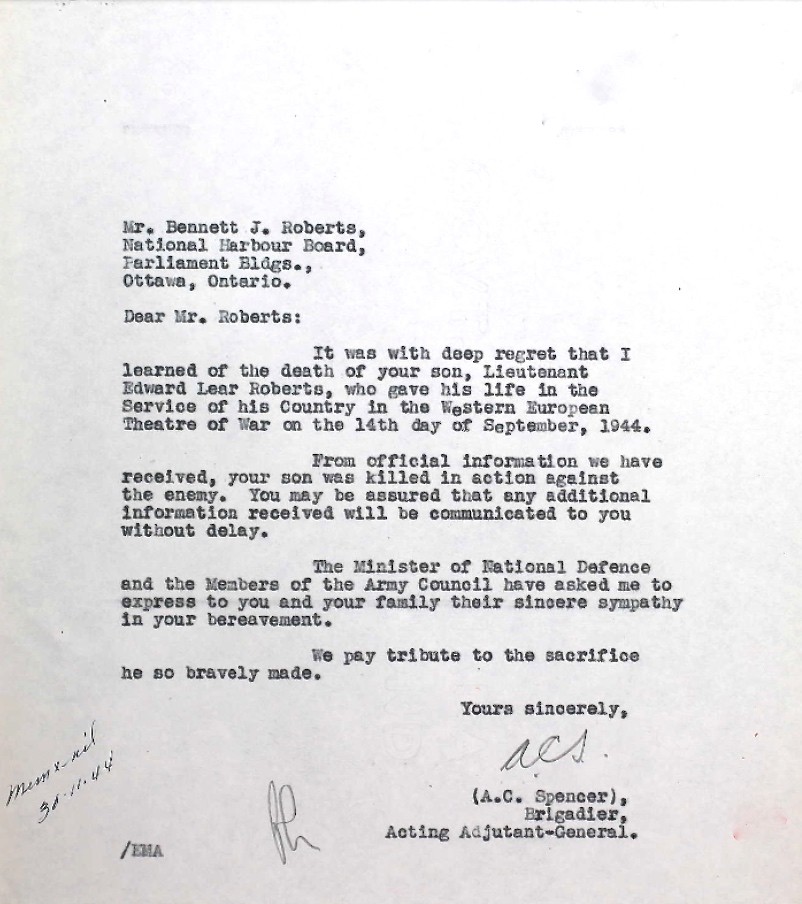 Mr. Bennett J. Roberts,
National Harbour Board,
Parliament Bldgs.,
Ottawa, Ontario.
Dear Mr. Roberts:
It was with deep regret that I
learned of the death of your son, Lieutenant
Edward Lear Roberts, who gave his life in the
Service of his Country in the Western European
Theatre of War on the 14th day of September, 1944.
From official information we have
received, your son was killed in action against
the enemy. You may be assured that any additional
information received will be communicated to you
without delay.
The Minister of National Defence
and the Members of the Army Council have asked me to
express to you and your family their sincere sympathy
in your bereavement.
We pay tribute to the sacrifice
he so bravely made.
Yours sincerely,
ACS.
(A.C. Spencer),
Brigadier,
Acting Adjutant-General.
30-11-44
/EMA